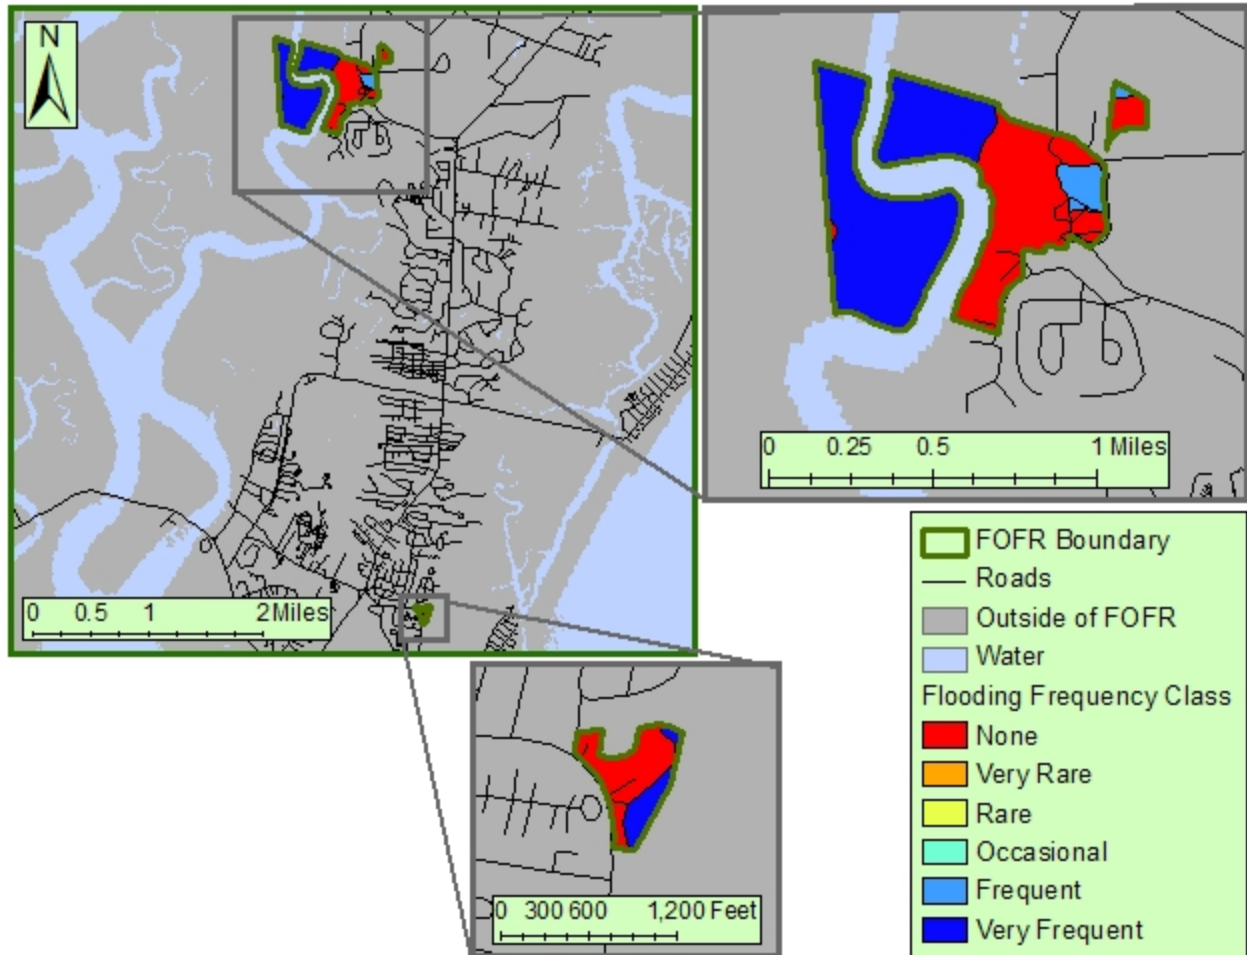 N
0 0.25 0.5 1 Miles
FOFR Boundary
Roads
Outside of FOFR
Water
Flooding Frequency Class
None
Very Rare
Rare
Occasional
Frequent
Very Frequent
0 0.5 1 2 Miles
0 300 600 1,200 Feet